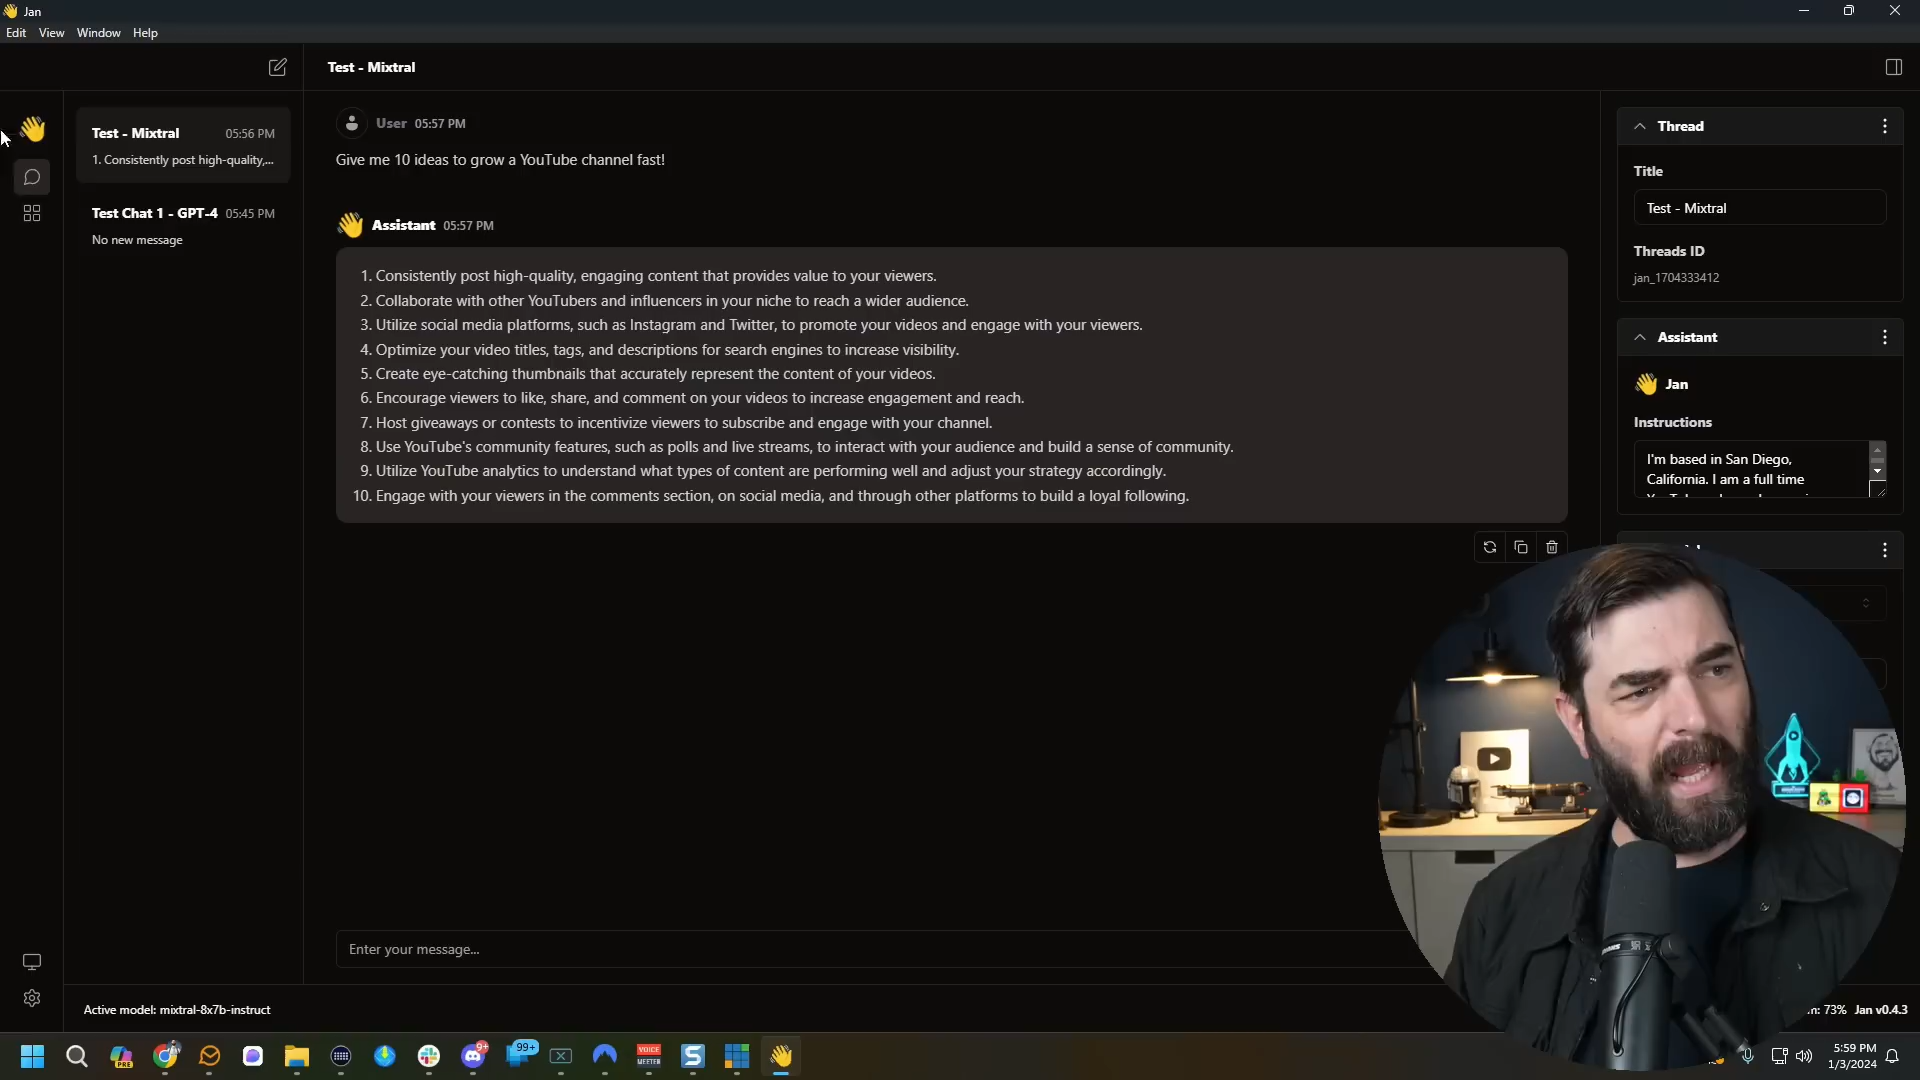 Jan
Edit View Window Help
Test - Mixtral
Test - Mixtral 05:56 PM
1. Consistently post high-quality,...
Test Chat 1 - GPT-4 05:45 PM
No new message
User 05:57 PM
Give me 10 ideas to grow a YouTube channel fast!
Assistant 05:57 PM
1. Consistently post high-quality, engaging content that provides value to your viewers.
2. Collaborate with other YouTubers and influencers in your niche to reach a wider audience.
3. Utilize social media platforms, such as Instagram and Twitter, to promote your videos and engage with your viewers.
4. Optimize your video titles, tags, and descriptions for search engines to increase visibility.
5. Create eye-catching thumbnails that accurately represent the content of your videos.
6. Encourage viewers to like, share, and comment on your videos to increase engagement and reach.
7. Host giveaways or contests to incentivize viewers to subscribe and engage with your channel.
8. Use YouTube's community features, such as polls and live streams, to interact with your audience and build a sense of community.
9. Utilize YouTube analytics to understand what types of content are performing well and adjust your strategy accordingly.
10. Engage with your viewers in the comments section, on social media, and through other platforms to build a loyal following.
Enter your message...
Thread
Title
Test - Mixtral
Threads ID
jan_1704333412
Assistant
Jan
Instructions
I'm based in San Diego,
California. I am a full time
Active model: mixtral-8x7b-instruct
73% Jan v0.4.3
PRE
9+
99+
VOICE
MEETER
5:59 PM
1/3/2024